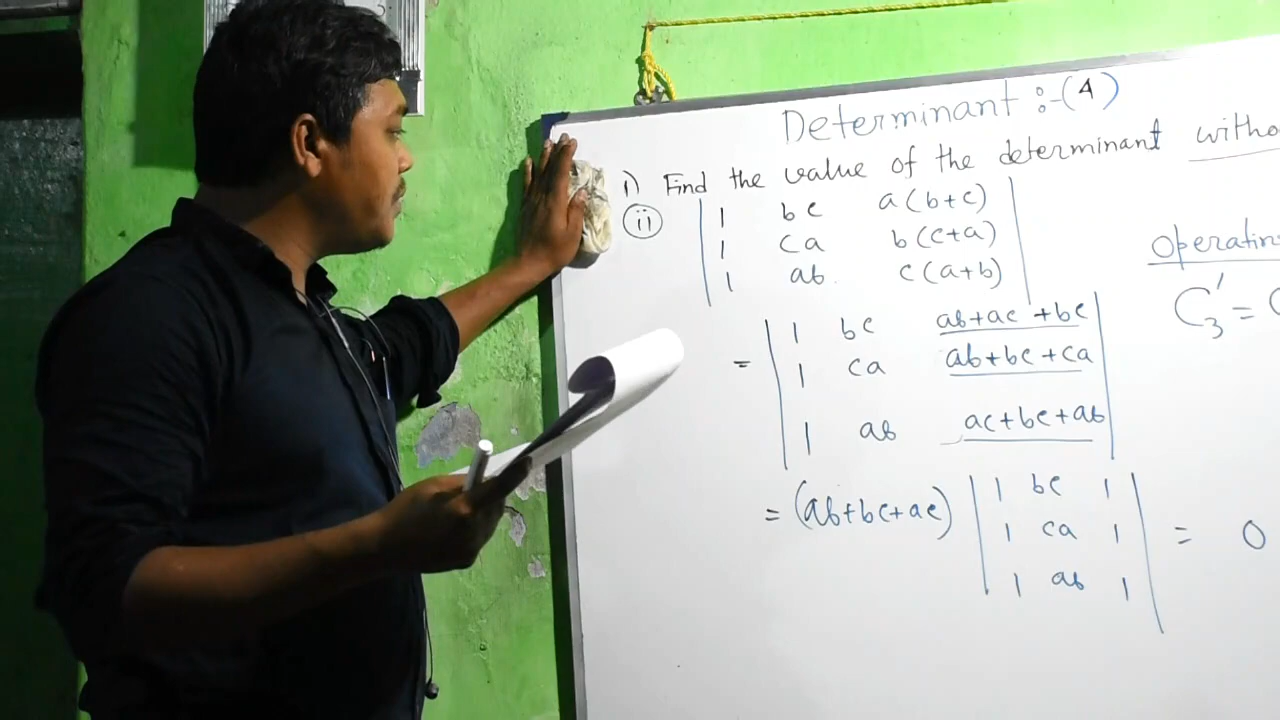 Determinant :-(4)
i) Find the value of the determinant witho
ii) | 1 bc a(b+c) |
| 1 ca b(c+a) |
| 1 ab c(a+b) |
operatin
C₃' =
= | 1 bc ab+ac+bc |
| 1 ca ab+bc+ca |
| 1 ab ac+bc+ab |
= (ab+bc+ac) | 1 bc 1 | = 0
| 1 ca 1 |
| 1 ab 1 |